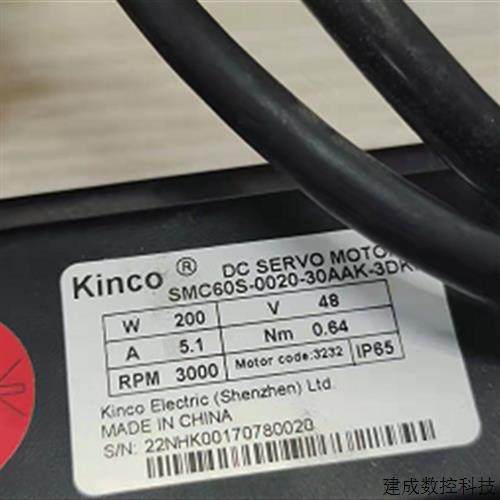 Kinco ® DC SERVO MOTOR
SMC60S-0020-30AAK-3DK
W 200 V 48
A 5.1 Nm 0.64
RPM 3000 Motor code:3232 IP65
Kinco Electric (Shenzhen) Ltd.
MADE IN CHINA
S/N: 22NHK00170780020
建成数控科技